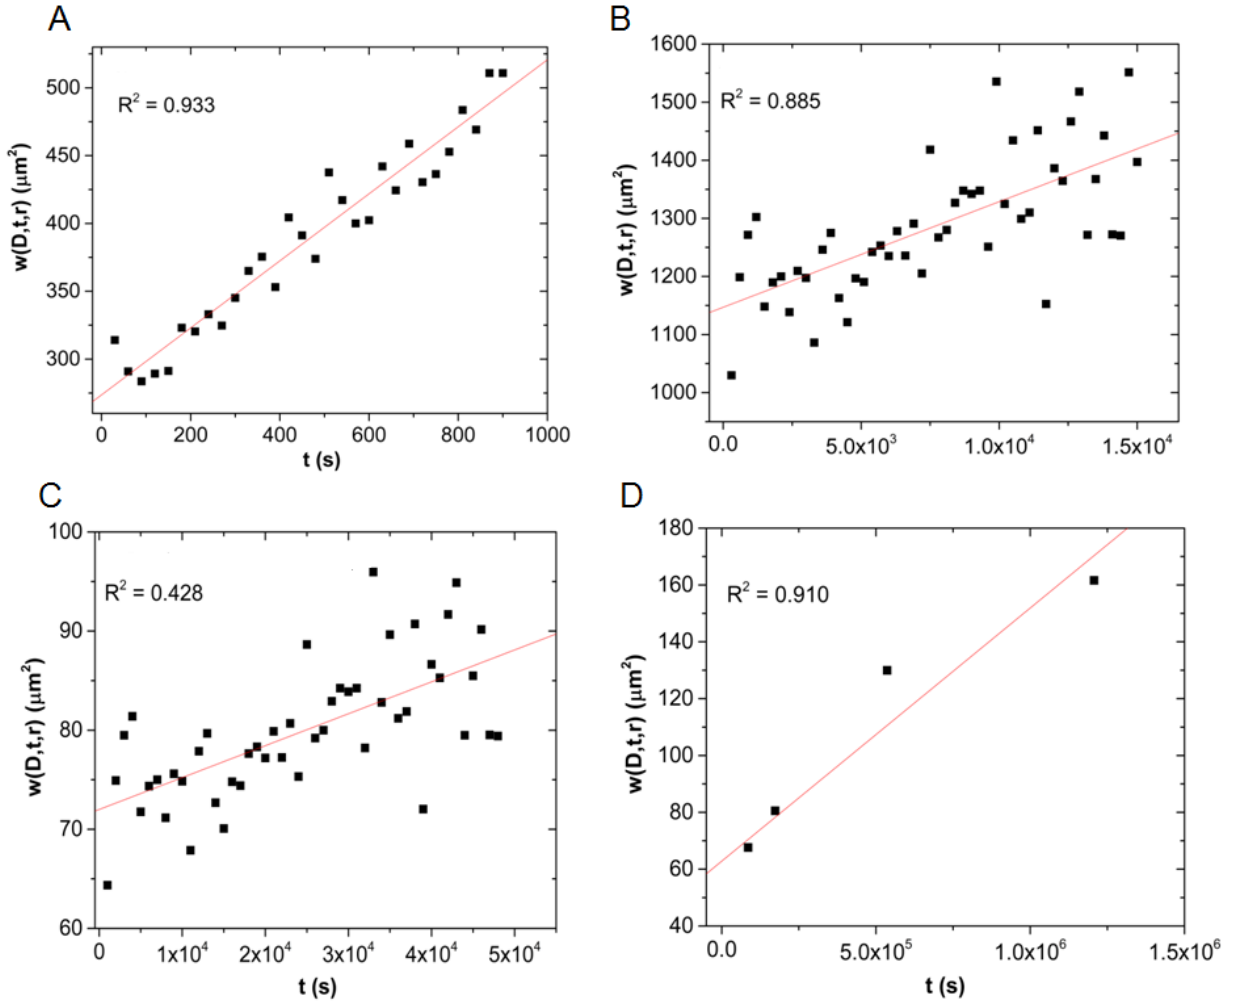 A
R² = 0.933
w(D,t,r) (μm²)
500
450
400
350
300
0 200 400 600 800 1000
t (s)
B
R² = 0.885
w(D,t,r) (μm²)
1600
1500
1400
1300
1200
1100
1000
0.0 5.0x10³ 1.0x10⁴ 1.5x10⁴
C
R² = 0.428
w(D,t,r) (μm²)
100
90
80
70
60
0 1x10⁴ 2x10⁴ 3x10⁴ 4x10⁴ 5x10⁴
t (s)
D
R² = 0.910
w(D,t,r) (μm²)
180
160
140
120
100
80
60
40
0.0 5.0x10⁵ 1.0x10⁶ 1.5x10⁶
t (s)